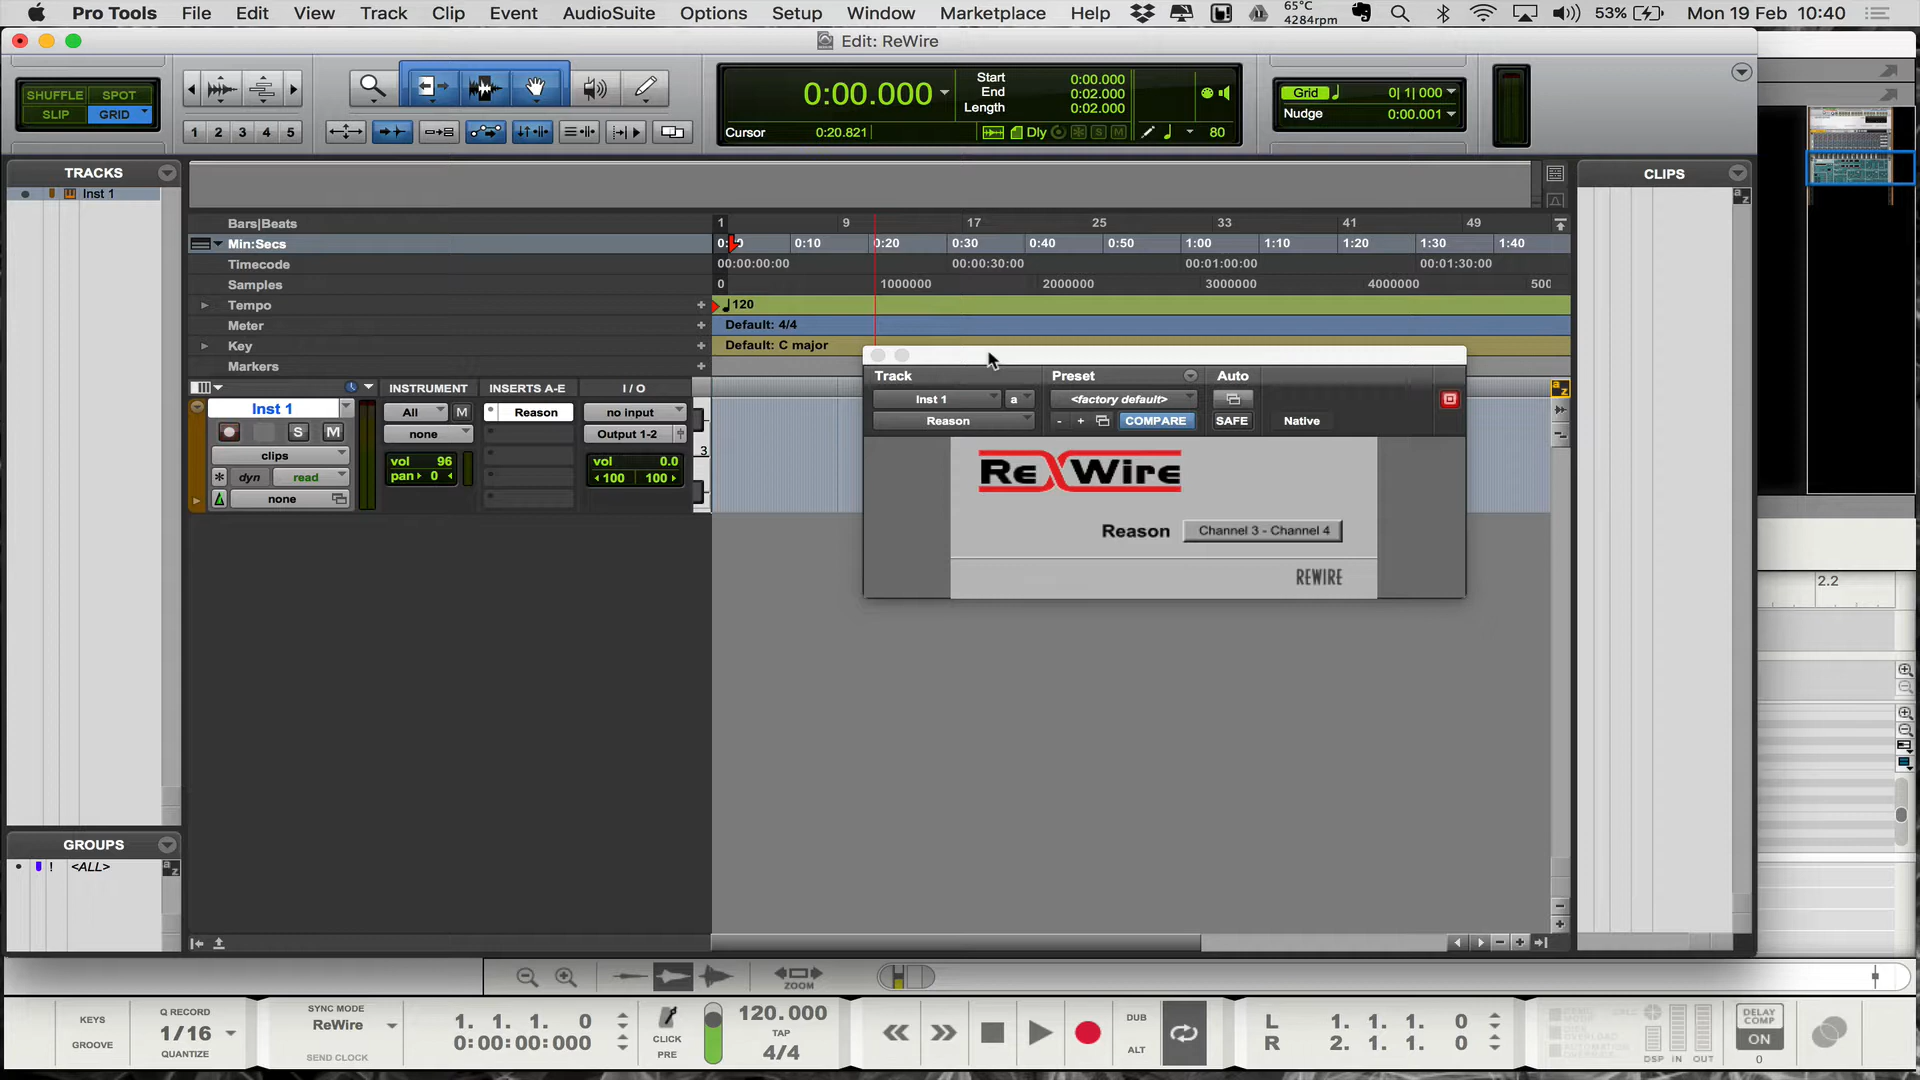 Pro Tools File Edit View Track Clip Event AudioSuite Options Setup Window Marketplace Help 65°C 4284rpm 53% Mon 19 Feb 10:40
Edit: ReWire
SHUFFLE SPOT
SLIP GRID
1 2 3 4 5
0:00.000
Start 0:00.000
End 0:02.000
Length 0:02.000
Cursor 0:20.821
Dly S M 80
Grid 0| 1| 000
Nudge 0:00.001
TRACKS
Inst 1
CLIPS
a z
Bars|Beats 1 9 17 25 33 41 49
Min:Secs 0:10 0:20 0:30 0:40 0:50 1:00 1:10 1:20 1:30 1:40
Timecode 00:00:00:00 00:00:30:00 00:01:00:00 00:01:30:00
Samples 0 1000000 2000000 3000000 4000000 500
Tempo 120
Meter Default: 4/4
Key Default: C major
Markers
INSTRUMENT INSERTS A-E I / O
Inst 1 All M Reason no input
S M none Output 1-2
clips vol 96 vol 0.0
dyn read pan 0 100 100
none
3
a z
Track Preset Auto
Inst 1 a <factory default>
Reason - + COMPARE SAFE Native
ReWire
Reason Channel 3 - Channel 4
REWIRE
2.2
GROUPS
! <ALL> a z
ZOOM
KEYS
GROOVE
Q RECORD
1/16
QUANTIZE
SYNC MODE
ReWire
SEND CLOCK
1. 1. 1. 0
0:00:00:000
CLICK
PRE
120.000
TAP
4/4
DUB
ALT
L 1. 1. 1. 0
R 2. 1. 1. 0
DSP IN OUT
DELAY
COMP
ON
0